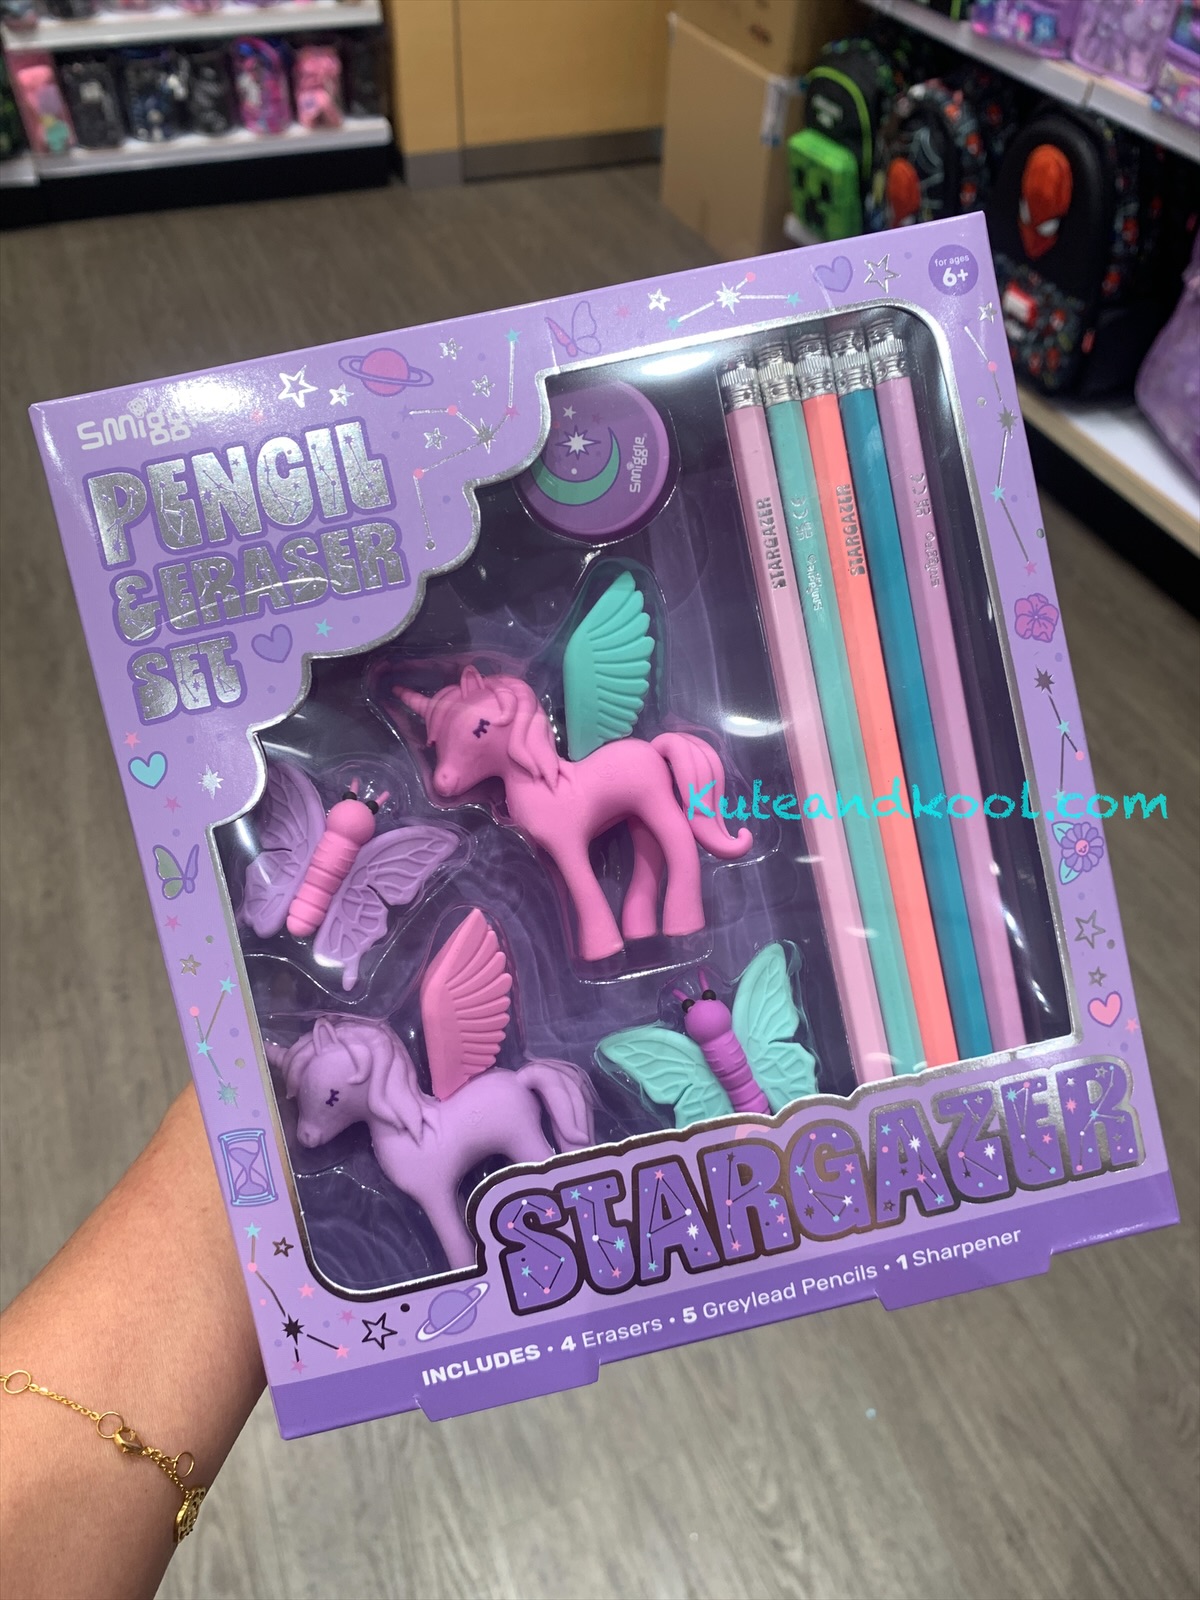 for ages
6+
smiggle
PENCIL
& ERASER
SET
smiggle
STARGAZER
smiggle
STARGAZER
smiggle
Kuteandkool.com
STARGAZER
INCLUDES • 4 Erasers • 5 Greylead Pencils • 1 Sharpener